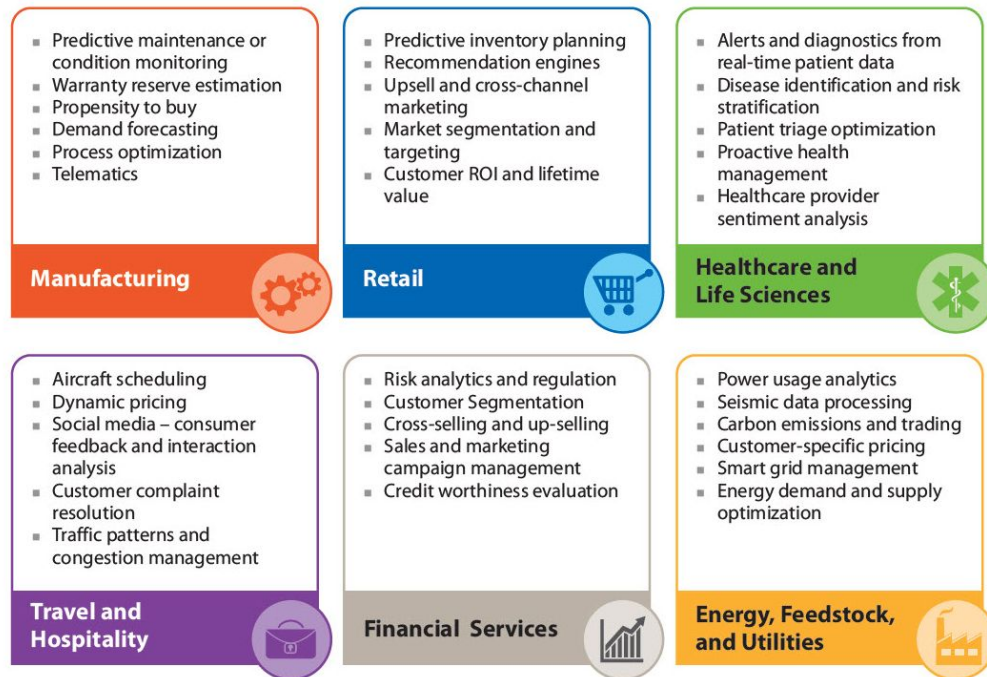 Predictive maintenance or
condition monitoring
Warranty reserve estimation
Propensity to buy
Demand forecasting
Process optimization
Telematics
Manufacturing
Predictive inventory planning
Recommendation engines
Upsell and cross-channel
marketing
Market segmentation and
targeting
Customer ROI and lifetime
value
Retail
Alerts and diagnostics from
real-time patient data
Disease identification and risk
stratification
Patient triage optimization
Proactive health
management
Healthcare provider
sentiment analysis
Healthcare and
Life Sciences
Aircraft scheduling
Dynamic pricing
Social media – consumer
feedback and interaction
analysis
Customer complaint
resolution
Traffic patterns and
congestion management
Travel and
Hospitality
Risk analytics and regulation
Customer Segmentation
Cross-selling and up-selling
Sales and marketing
campaign management
Credit worthiness evaluation
Financial Services
Power usage analytics
Seismic data processing
Carbon emissions and trading
Customer-specific pricing
Smart grid management
Energy demand and supply
optimization
Energy, Feedstock,
and Utilities